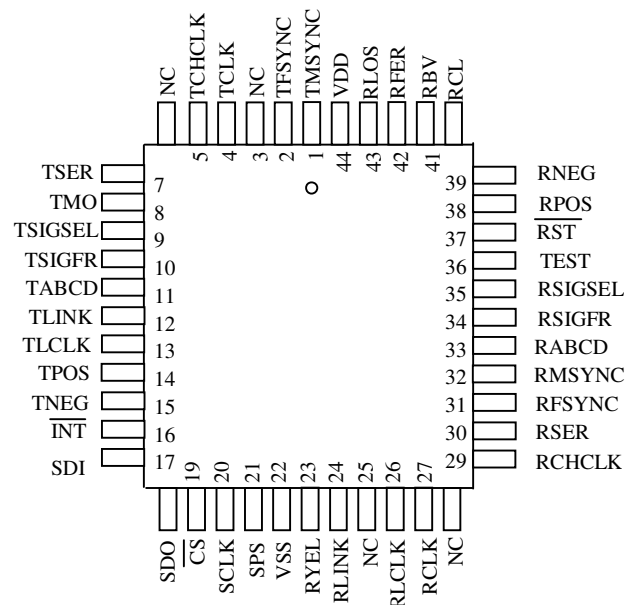 NC TCHCLK TCLK NC TFSYNC TMSYNC VDD RLOS RFER RBV RCL
5 4 3 2 1 44 43 42 41
TSER 7 39 RNEG
TMO 8 38 RPOS
TSIGSEL 9 37 RST
TSIGFR 10 36 TEST
TABCD 11 35 RSIGSEL
TLINK 12 34 RSIGFR
TLCLK 13 33 RABCD
TPOS 14 32 RMSYNC
TNEG 15 31 RFSYNC
INT 16 30 RSER
SDI 17 29 RCHCLK
19 20 21 22 23 24 25 26 27
SDO CS SCLK SPS VSS RYEL RLINK NC RLCLK RCLK NC